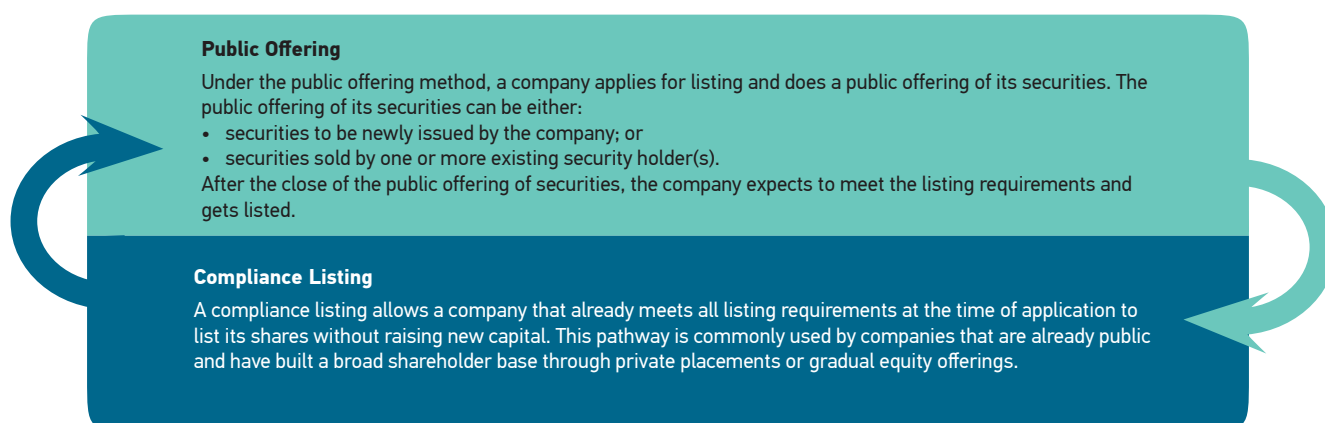 Public Offering
Under the public offering method, a company applies for listing and does a public offering of its securities. The
public offering of its securities can be either:
• securities to be newly issued by the company; or
• securities sold by one or more existing security holder(s).
After the close of the public offering of securities, the company expects to meet the listing requirements and
gets listed.
Compliance Listing
A compliance listing allows a company that already meets all listing requirements at the time of application to
list its shares without raising new capital. This pathway is commonly used by companies that are already public
and have built a broad shareholder base through private placements or gradual equity offerings.